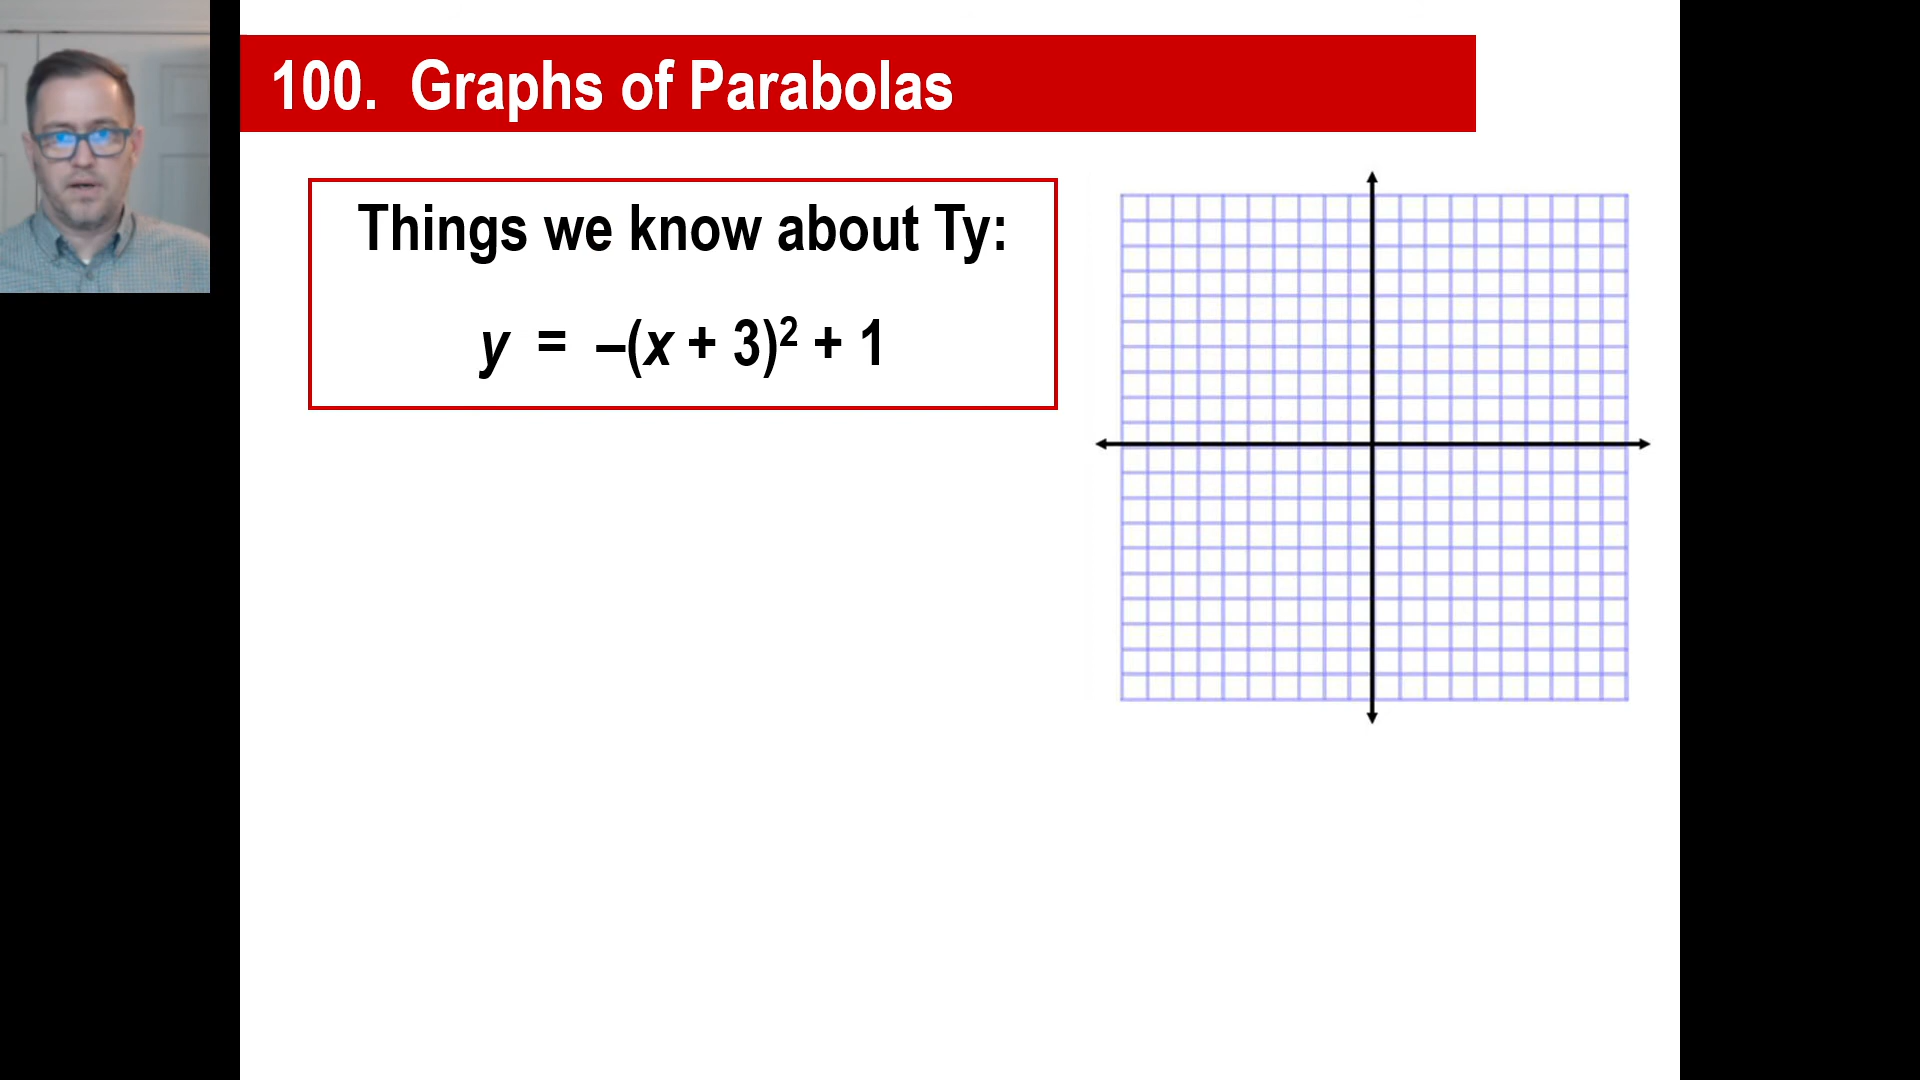 100. Graphs of Parabolas
Things we know about Ty:
y = –(x + 3)² + 1